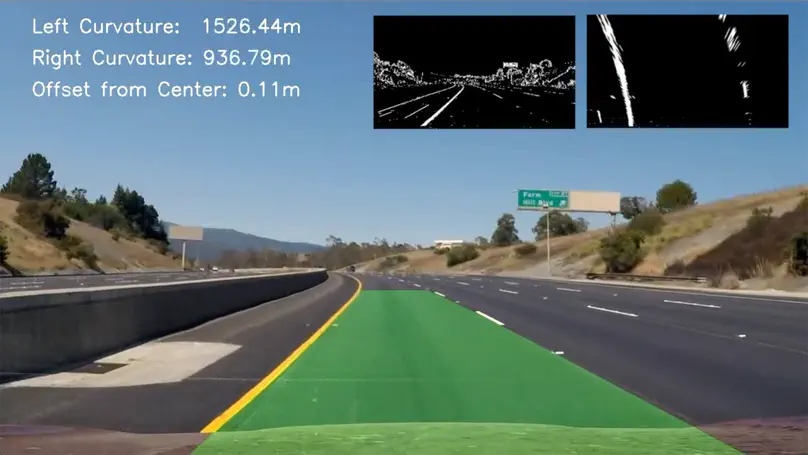 Left Curvature: 1526.44m
Right Curvature: 936.79m
Offset from Center: 0.11m
Farm
Hill Blvd